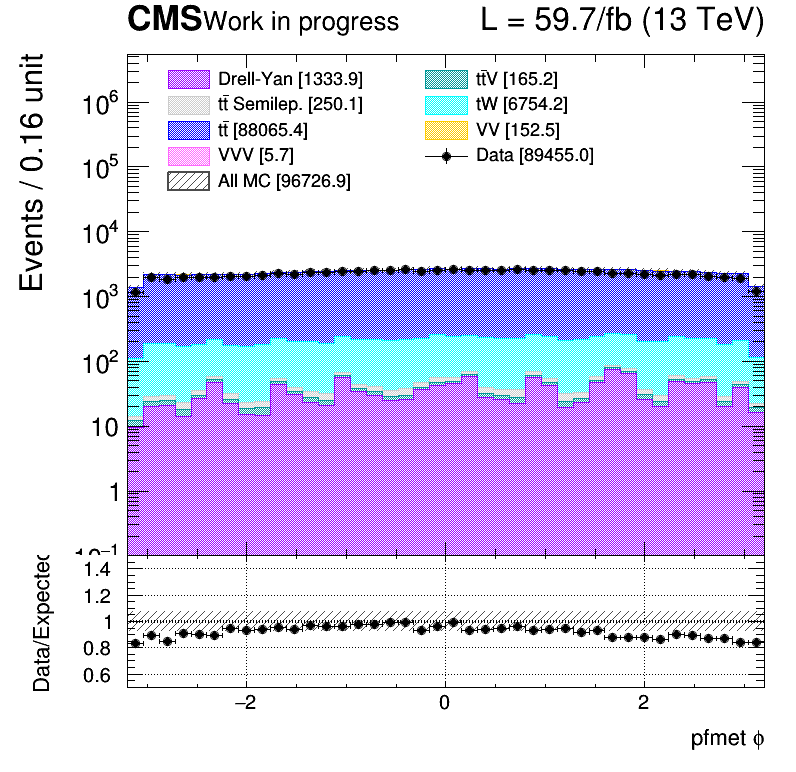 CMS Work in progress L = 59.7/fb (13 TeV)
Events / 0.16 unit
Drell-Yan [1333.9] tt̄V [165.2]
tt̄ Semilep. [250.1] tW [6754.2]
tt̄ [88065.4] VV [152.5]
VVV [5.7] Data [89455.0]
All MC [96726.9]
10⁶
10⁵
10⁴
10³
10²
10
1
10⁻¹
Data/Expected
1.4
1.2
1
0.8
0.6
−2 0 2
pfmet ϕ